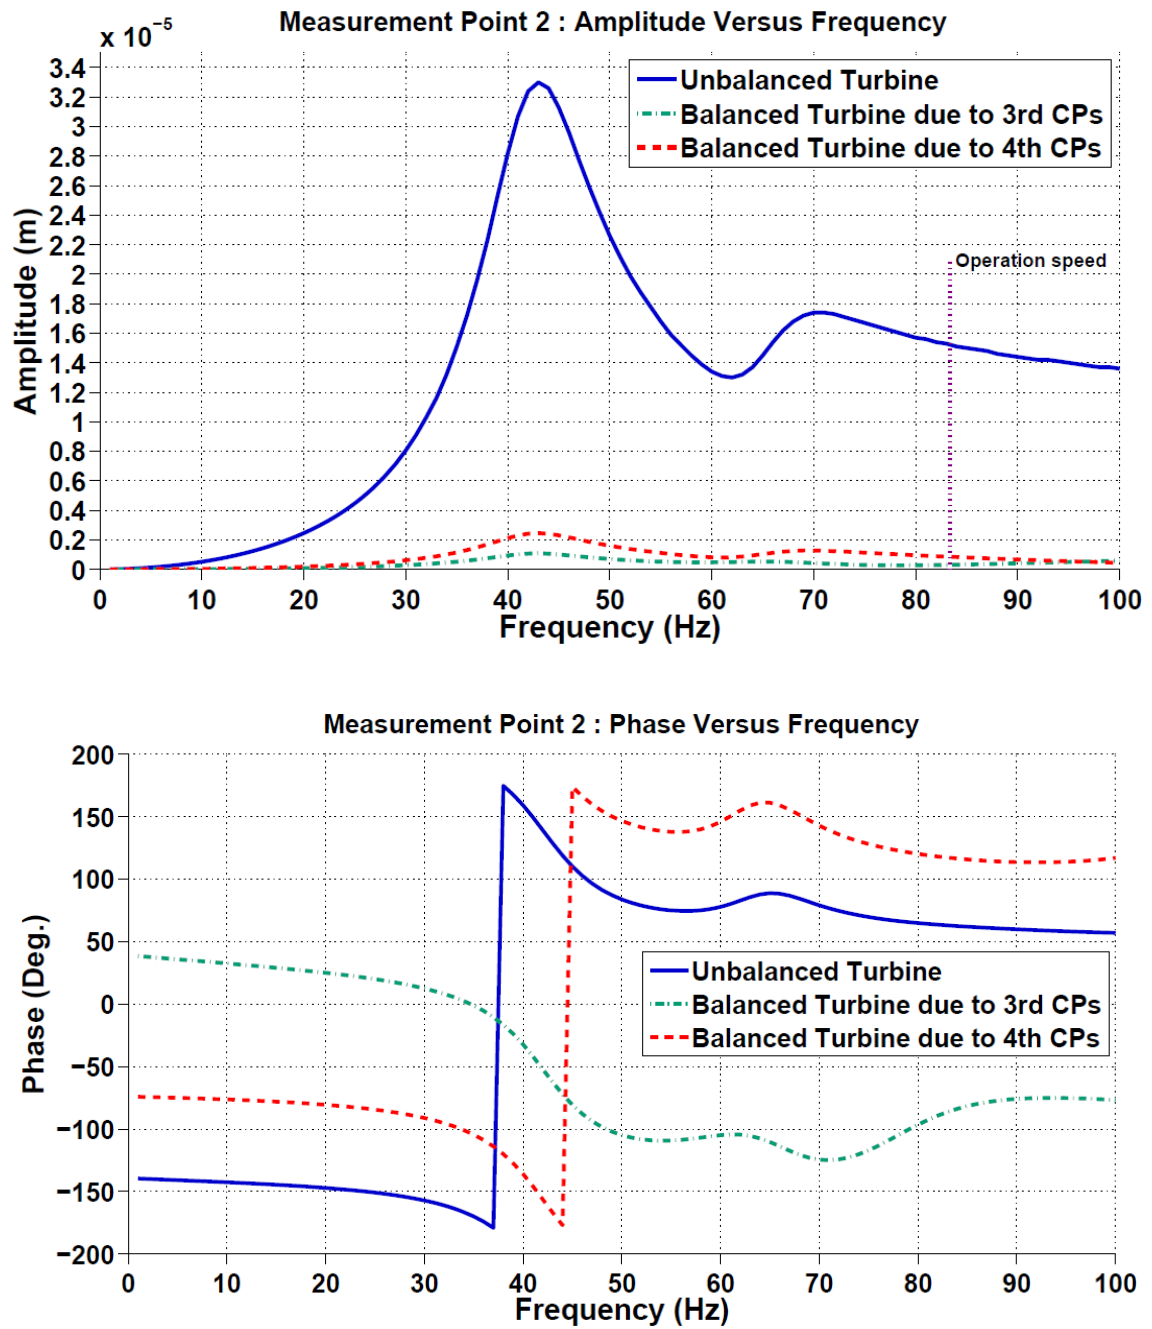 Measurement Point 2 : Amplitude Versus Frequency
x 10⁻⁵
Unbalanced Turbine
Balanced Turbine due to 3rd CPs
Balanced Turbine due to 4th CPs
3.4
3.2
3
2.8
2.6
2.4
2.2
2
1.8
1.6
1.4
1.2
1
0.8
0.6
0.4
0.2
0
Amplitude (m)
Operation speed
0 10 20 30 40 50 60 70 80 90 100
Frequency (Hz)
Measurement Point 2 : Phase Versus Frequency
200
150
100
50
0
−50
−100
−150
−200
Phase (Deg.)
Unbalanced Turbine
Balanced Turbine due to 3rd CPs
Balanced Turbine due to 4th CPs
0 10 20 30 40 50 60 70 80 90 100
Frequency (Hz)